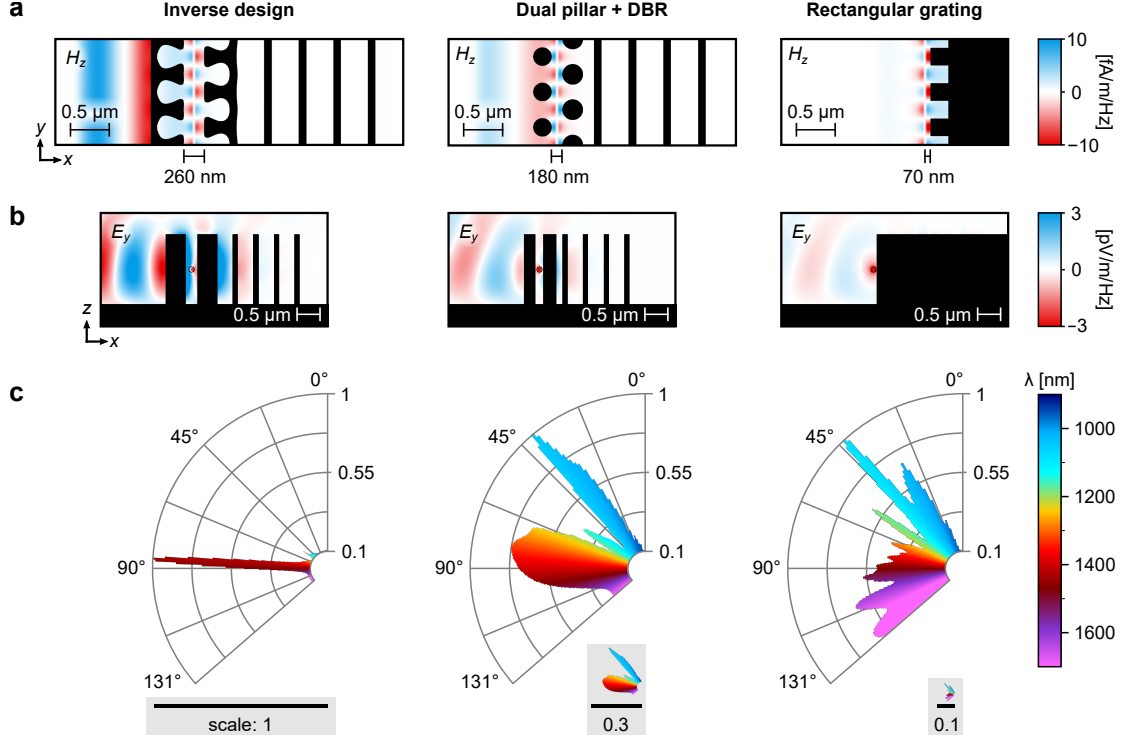 a
Inverse design
Dual pillar + DBR
Rectangular grating
Hz
Hz
Hz
0.5 µm
0.5 µm
0.5 µm
y
x
260 nm
180 nm
70 nm
10
0
−10
[fA/m/Hz]
b
Ey
Ey
Ey
0.5 µm
0.5 µm
0.5 µm
z
x
3
0
−3
[pV/m/Hz]
c
0°
1
45°
0.55
90°
0.1
131°
scale: 1
0°
1
45°
0.55
90°
0.1
131°
0.3
0°
1
45°
0.55
90°
0.1
131°
0.1
λ [nm]
1000
1200
1400
1600